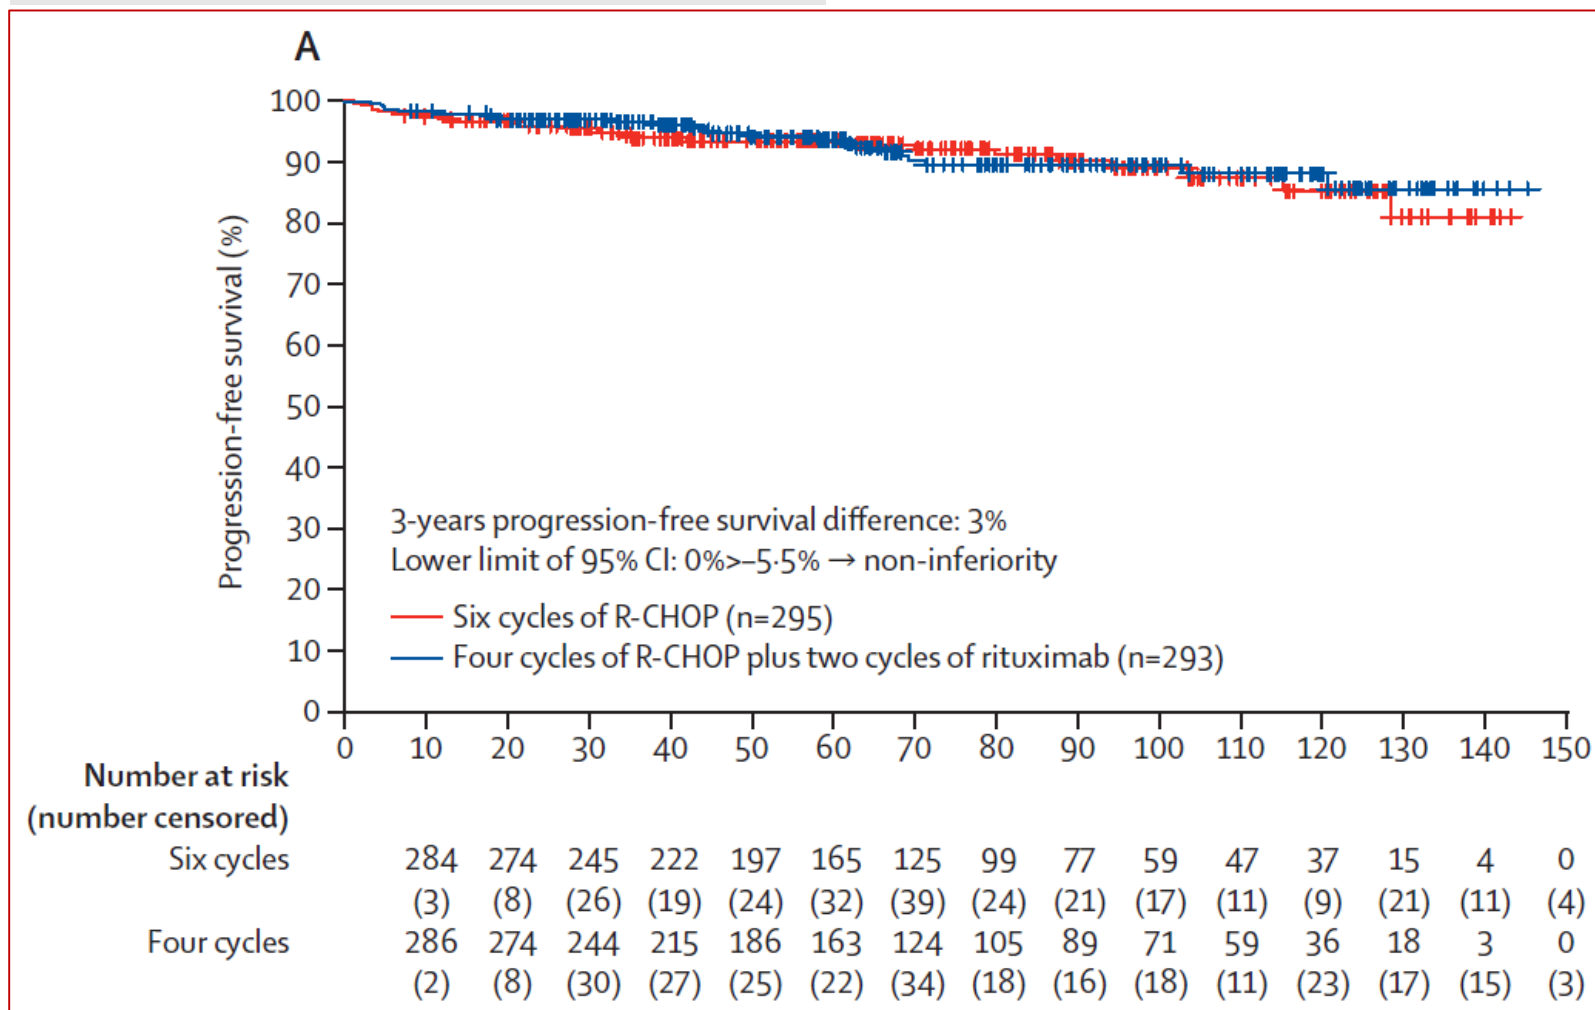 A
100
90
80
70
60
50
40
30
20
10
0
Progression-free survival (%)
3-years progression-free survival difference: 3%
Lower limit of 95% CI: 0%>–5·5% → non-inferiority
Six cycles of R-CHOP (n=295)
Four cycles of R-CHOP plus two cycles of rituximab (n=293)
0 10 20 30 40 50 60 70 80 90 100 110 120 130 140 150
Number at risk
(number censored)
Six cycles 284 274 245 222 197 165 125 99 77 59 47 37 15 4 0
(3) (8) (26) (19) (24) (32) (39) (24) (21) (17) (11) (9) (21) (11) (4)
Four cycles 286 274 244 215 186 163 124 105 89 71 59 36 18 3 0
(2) (8) (30) (27) (25) (22) (34) (18) (16) (18) (11) (23) (17) (15) (3)